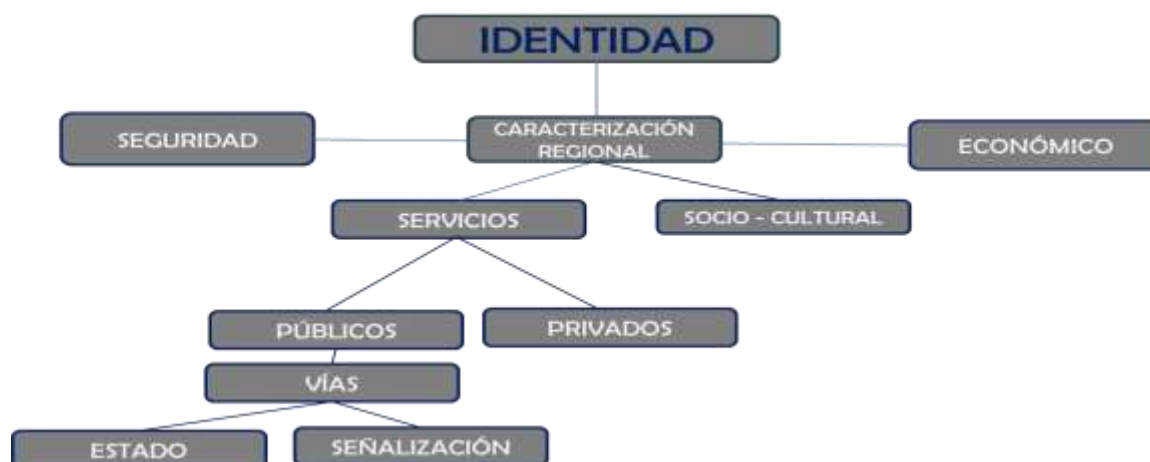 IDENTIDAD
SEGURIDAD
CARACTERIZACIÓN
REGIONAL
ECONÓMICO
SERVICIOS
SOCIO - CULTURAL
PÚBLICOS
PRIVADOS
VÍAS
ESTADO
SEÑALIZACIÓN